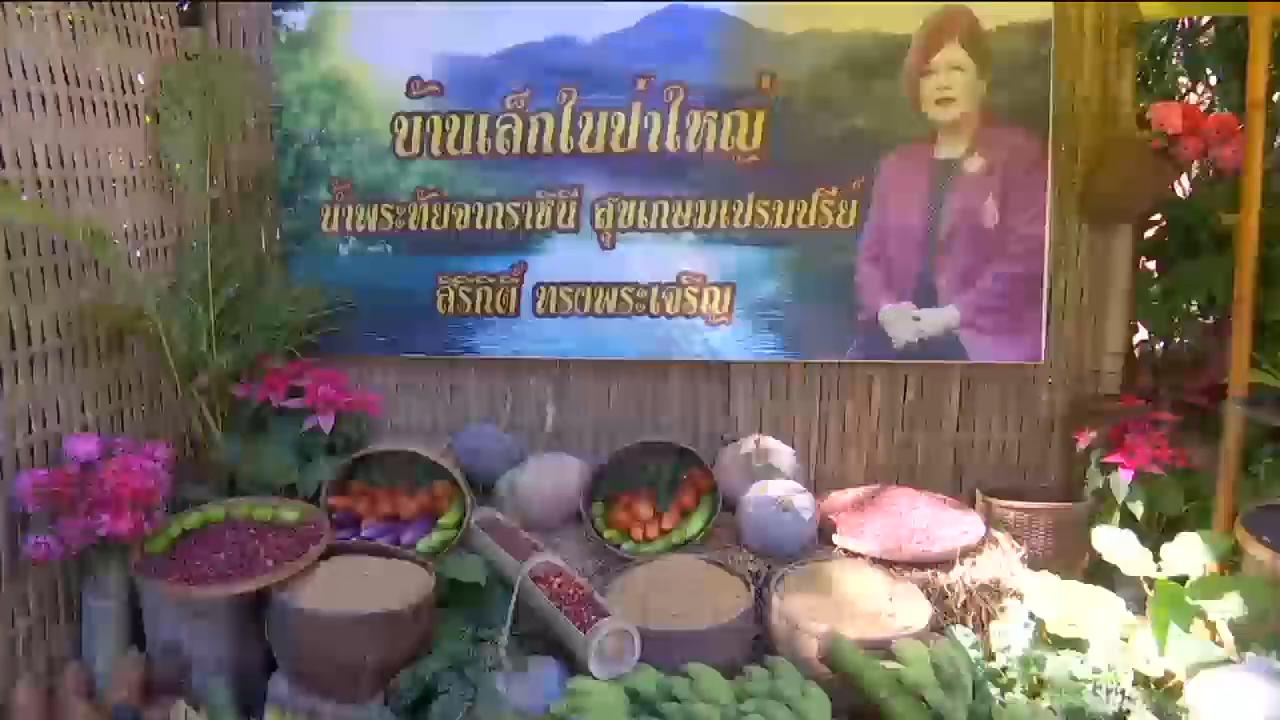 บ้านเล็กในป่าใหญ่
น้ำพระทัยจากราชินี สุขเกษมเปรมปรีย์
สิริกิติ์ ทรงพระเจริญ